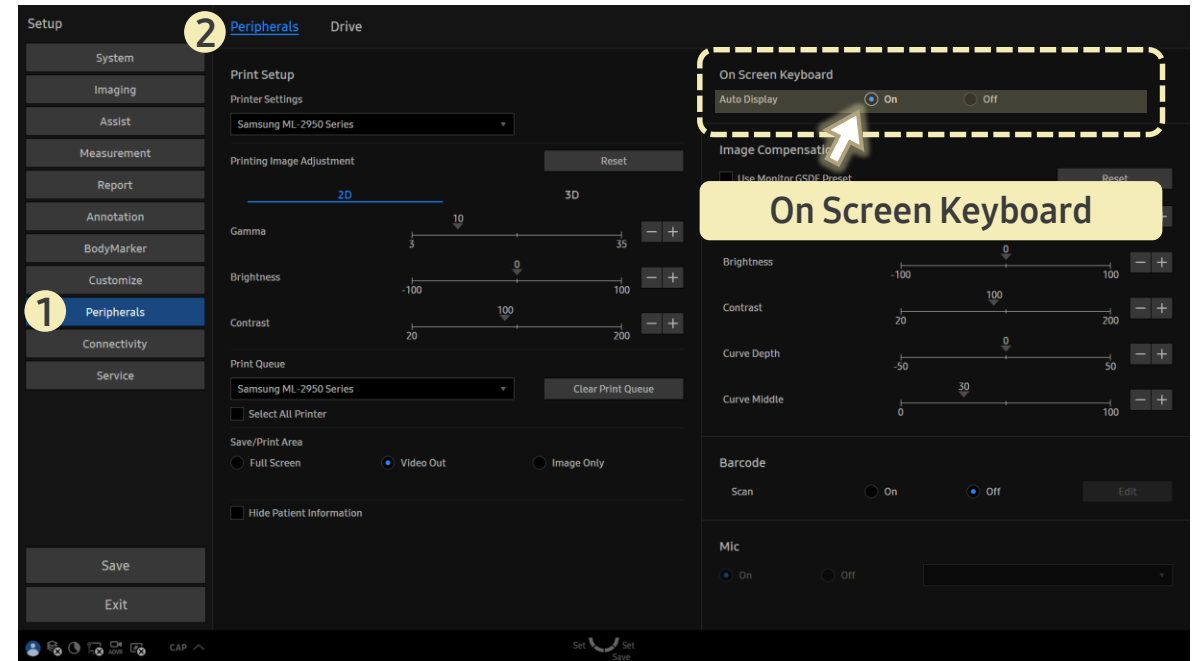 Setup
System
Imaging
Assist
Measurement
Report
Annotation
BodyMarker
Customize
1
Peripherals
Connectivity
Service
Save
Exit
2
Peripherals
Drive
Print Setup
Printer Settings
Samsung ML-2950 Series
Printing Image Adjustment
Reset
2D
3D
Gamma
10
3
35
Brightness
0
-100
100
Contrast
100
20
200
Print Queue
Samsung ML-2950 Series
Clear Print Queue
Select All Printer
Save/Print Area
Full Screen
Video Out
Image Only
Hide Patient Information
On Screen Keyboard
Auto Display
On
Off
Image Compensati
Use Monitor GSDF Preset
Reset
On Screen Keyboard
Brightness
0
-100
100
Contrast
100
20
200
Curve Depth
0
-50
50
Curve Middle
30
0
100
Barcode
Scan
On
Off
Edit
Mic
On
Off
CAP
Set
Set
Save